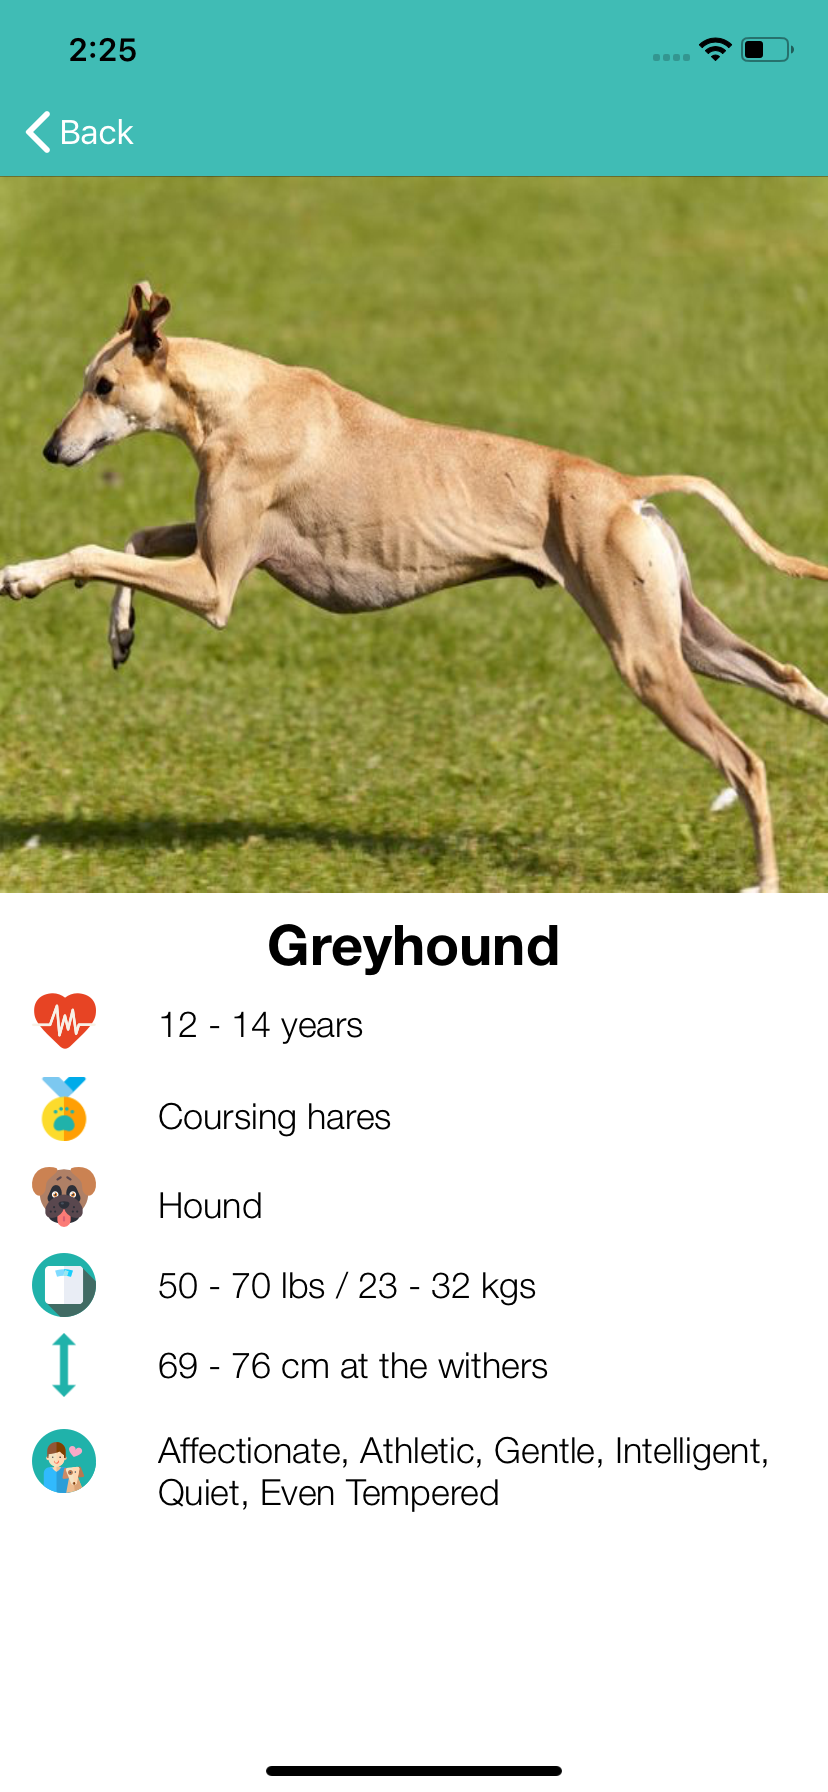 2:25
Back
Greyhound
12 - 14 years
Coursing hares
Hound
50 - 70 lbs / 23 - 32 kgs
69 - 76 cm at the withers
Affectionate, Athletic, Gentle, Intelligent,
Quiet, Even Tempered